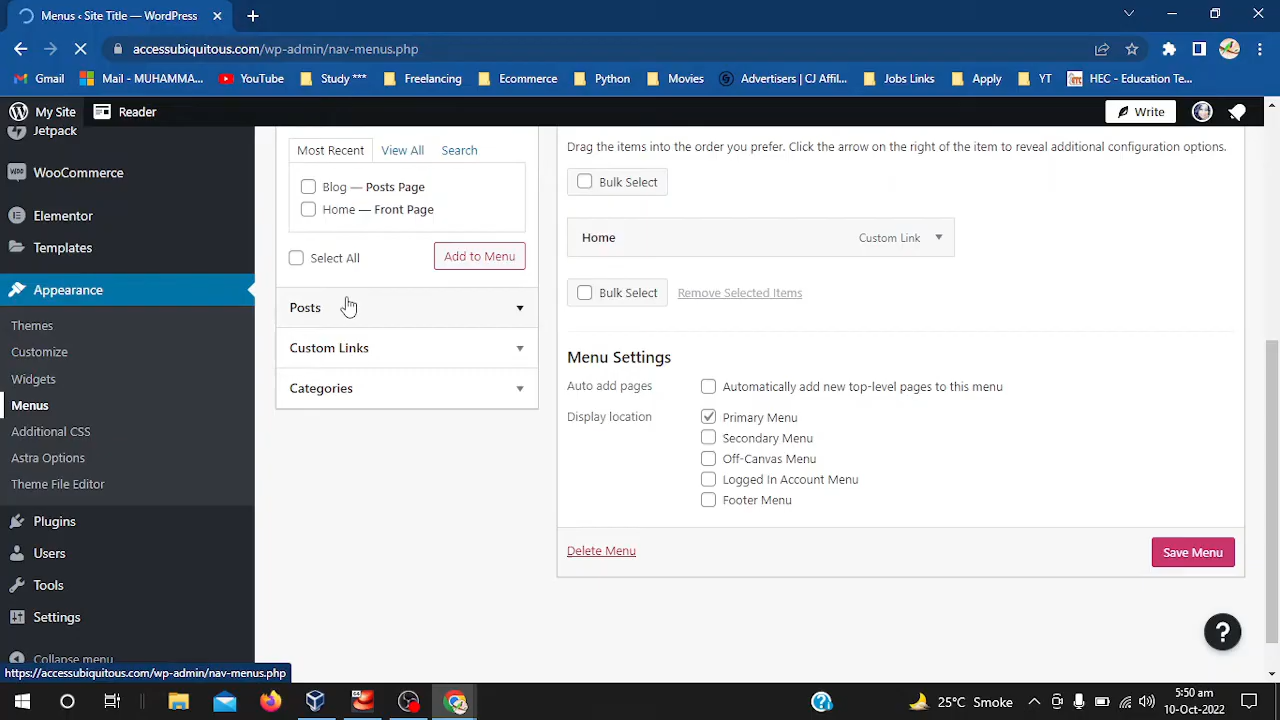 Menus ‹ Site Title — WordPress
accessubiquitous.com/wp-admin/nav-menus.php
Gmail
Mail - MUHAMMA...
YouTube
Study ***
Freelancing
Ecommerce
Python
Movies
Advertisers | CJ Affil...
Jobs Links
Apply
YT
HEC - Education Te...
My Site
Reader
Write
Jetpack
WooCommerce
Elementor
Templates
Appearance
Themes
Customize
Widgets
Menus
Additional CSS
Astra Options
Theme File Editor
Plugins
Users
Tools
Settings
Collapse menu
Most Recent
View All
Search
Blog — Posts Page
Home — Front Page
Select All
Add to Menu
Posts
Custom Links
Categories
Drag the items into the order you prefer. Click the arrow on the right of the item to reveal additional configuration options.
Bulk Select
Home
Custom Link
Bulk Select
Remove Selected Items
Menu Settings
Auto add pages
Automatically add new top-level pages to this menu
Display location
Primary Menu
Secondary Menu
Off-Canvas Menu
Logged In Account Menu
Footer Menu
Delete Menu
Save Menu
?
https://accessubiquitous.com/wp-admin/nav-menus.php
25°C Smoke
5:50 am
10-Oct-2022